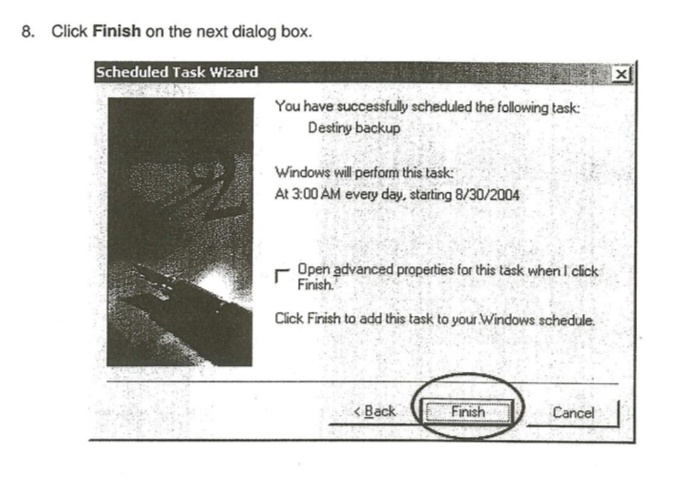 8. Click Finish on the next dialog box.
Scheduled Task Wizard
You have successfully scheduled the following task:
Destiny backup
Windows will perform this task:
At 3:00 AM every day, starting 8/30/2004
Open advanced properties for this task when I click
Finish.
Click Finish to add this task to your Windows schedule.
< Back Finish Cancel